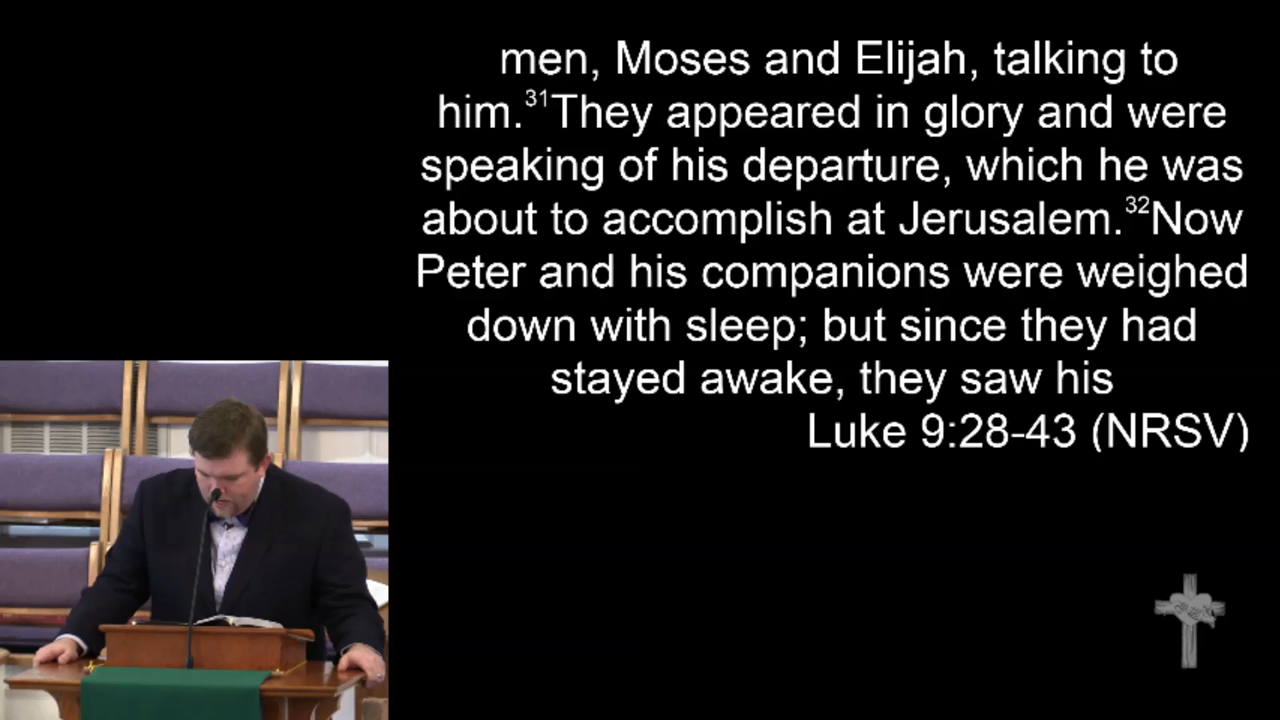 men, Moses and Elijah, talking to
him.³¹They appeared in glory and were
speaking of his departure, which he was
about to accomplish at Jerusalem.³²Now
Peter and his companions were weighed
down with sleep; but since they had
stayed awake, they saw his
Luke 9:28-43 (NRSV)